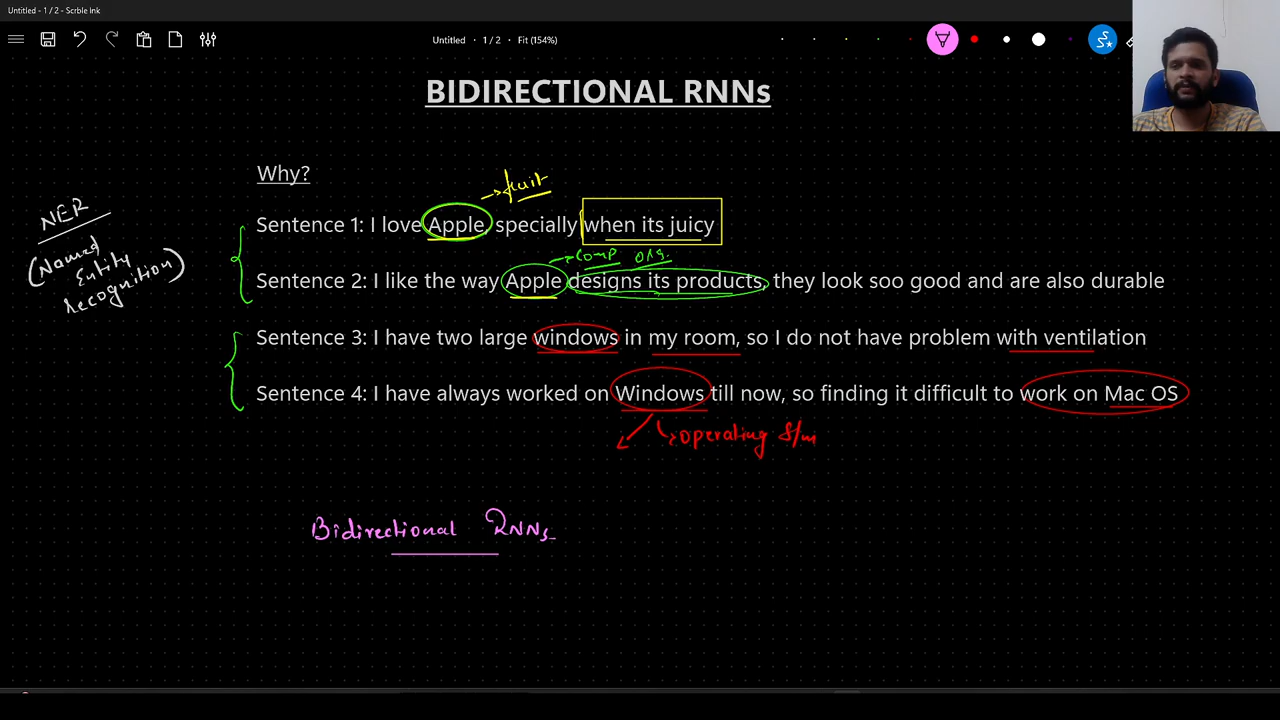 Untitled - 1 / 2 - Scrble Ink
Untitled • 1 / 2 • Fit (154%)
BIDIRECTIONAL RNNs
Why?
fruit
NER
(Named
Entity
Recognition)
Sentence 1: I love Apple, specially when its juicy
comp org.
Sentence 2: I like the way Apple designs its products, they look soo good and are also durable
Sentence 3: I have two large windows in my room, so I do not have problem with ventilation
Sentence 4: I have always worked on Windows till now, so finding it difficult to work on Mac OS
operating s/m
Bidirectional RNNs